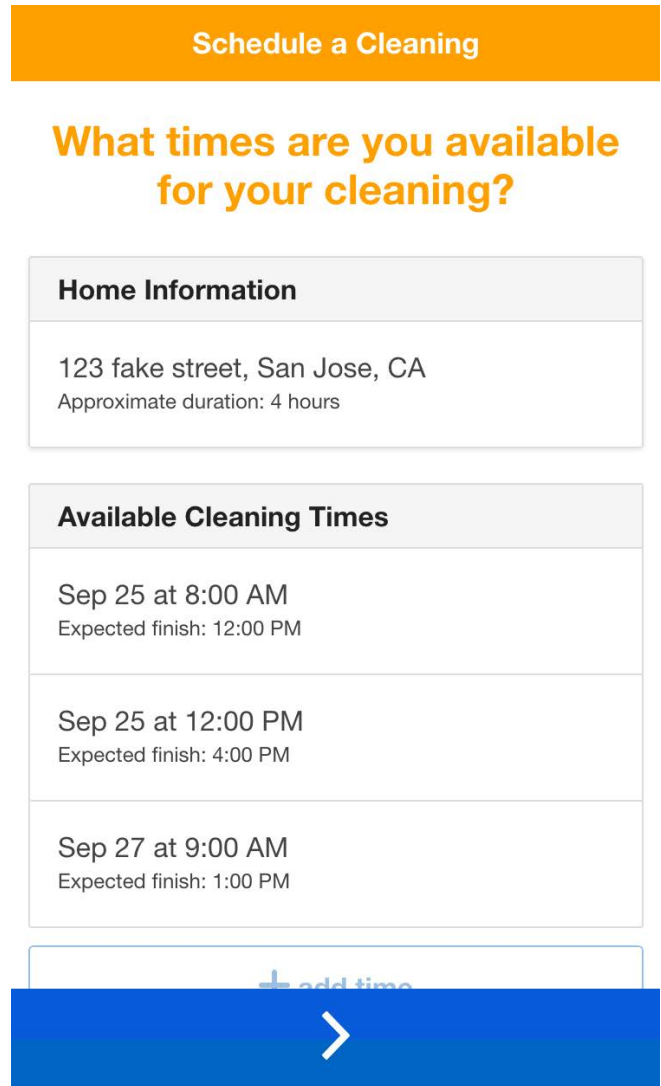 Schedule a Cleaning
What times are you available
for your cleaning?
Home Information
123 fake street, San Jose, CA
Approximate duration: 4 hours
Available Cleaning Times
Sep 25 at 8:00 AM
Expected finish: 12:00 PM
Sep 25 at 12:00 PM
Expected finish: 4:00 PM
Sep 27 at 9:00 AM
Expected finish: 1:00 PM
+ add time